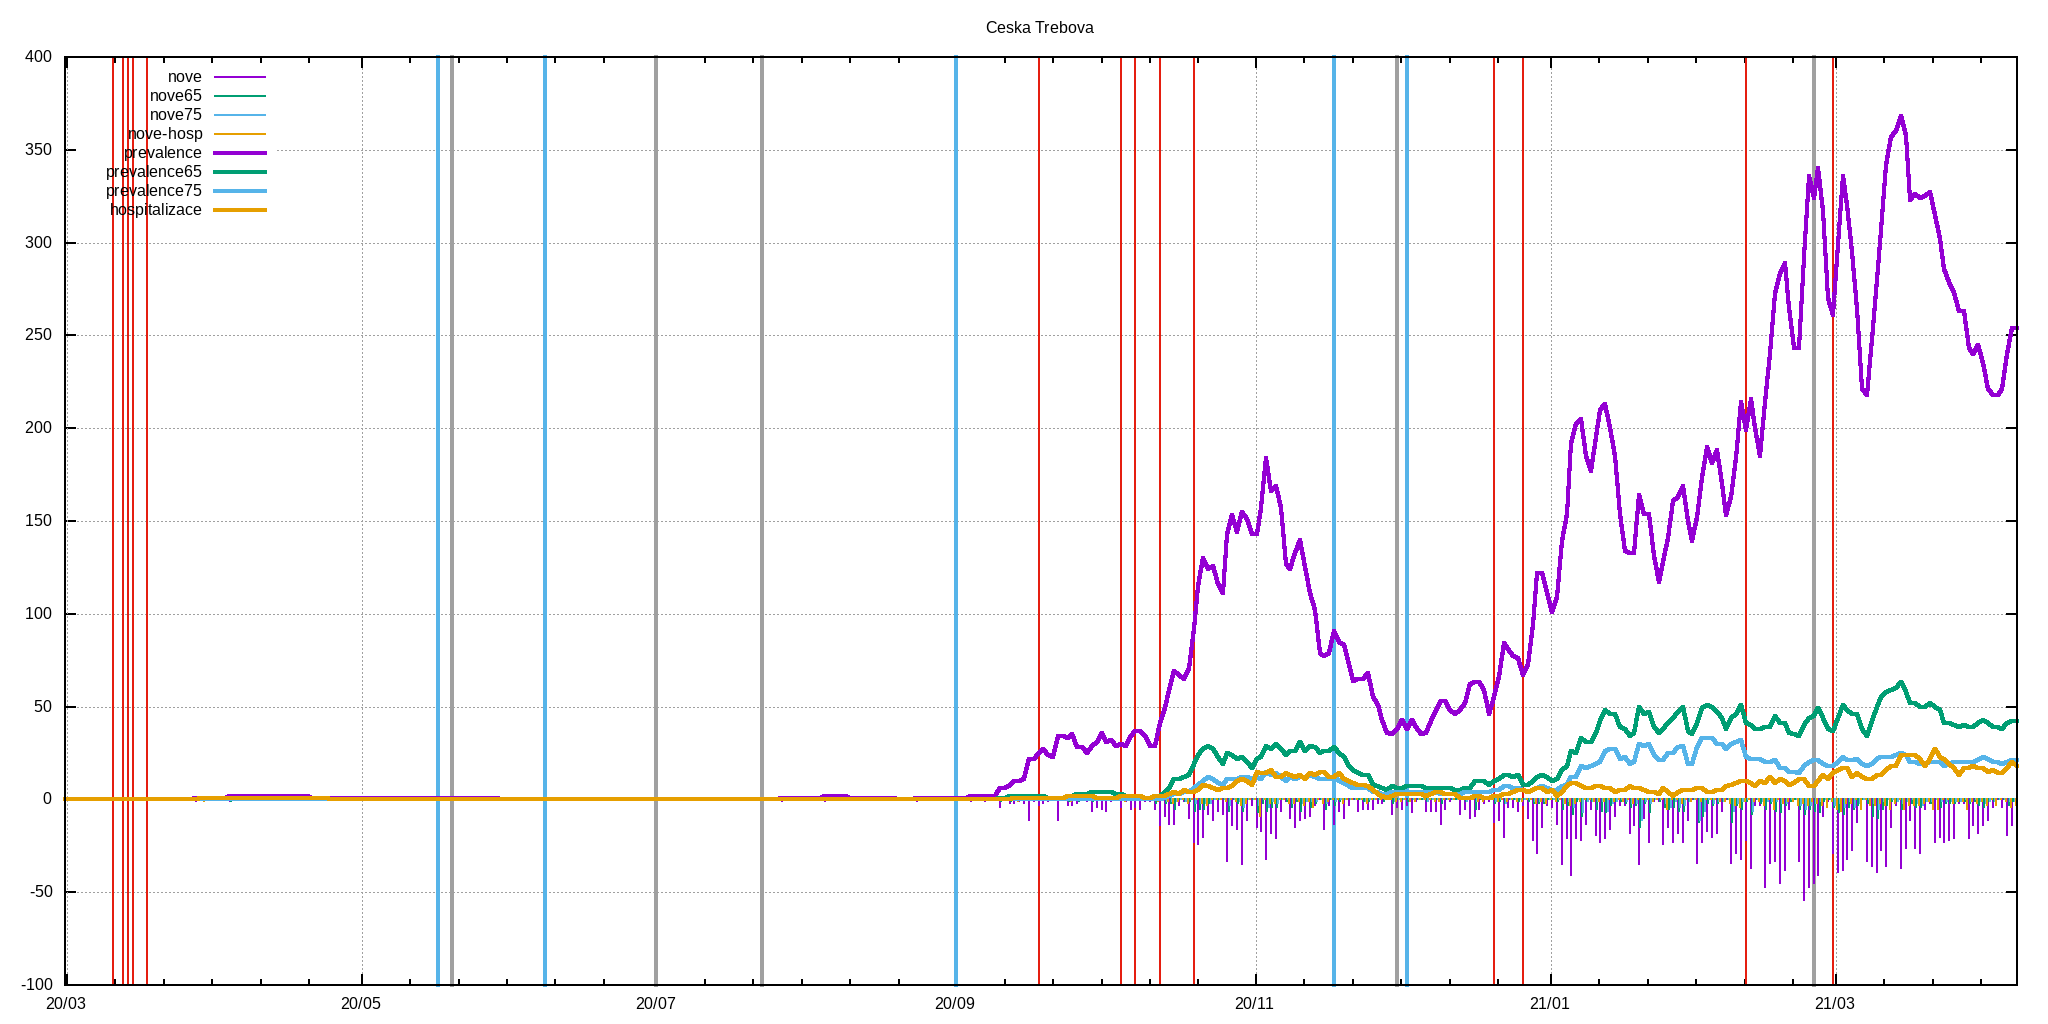 Ceska Trebova
400
350
300
250
200
150
100
50
0
-50
-100
nove
nove65
nove75
nove-hosp
prevalence
prevalence65
prevalence75
hospitalizace
20/03 20/05 20/07 20/09 20/11 21/01 21/03